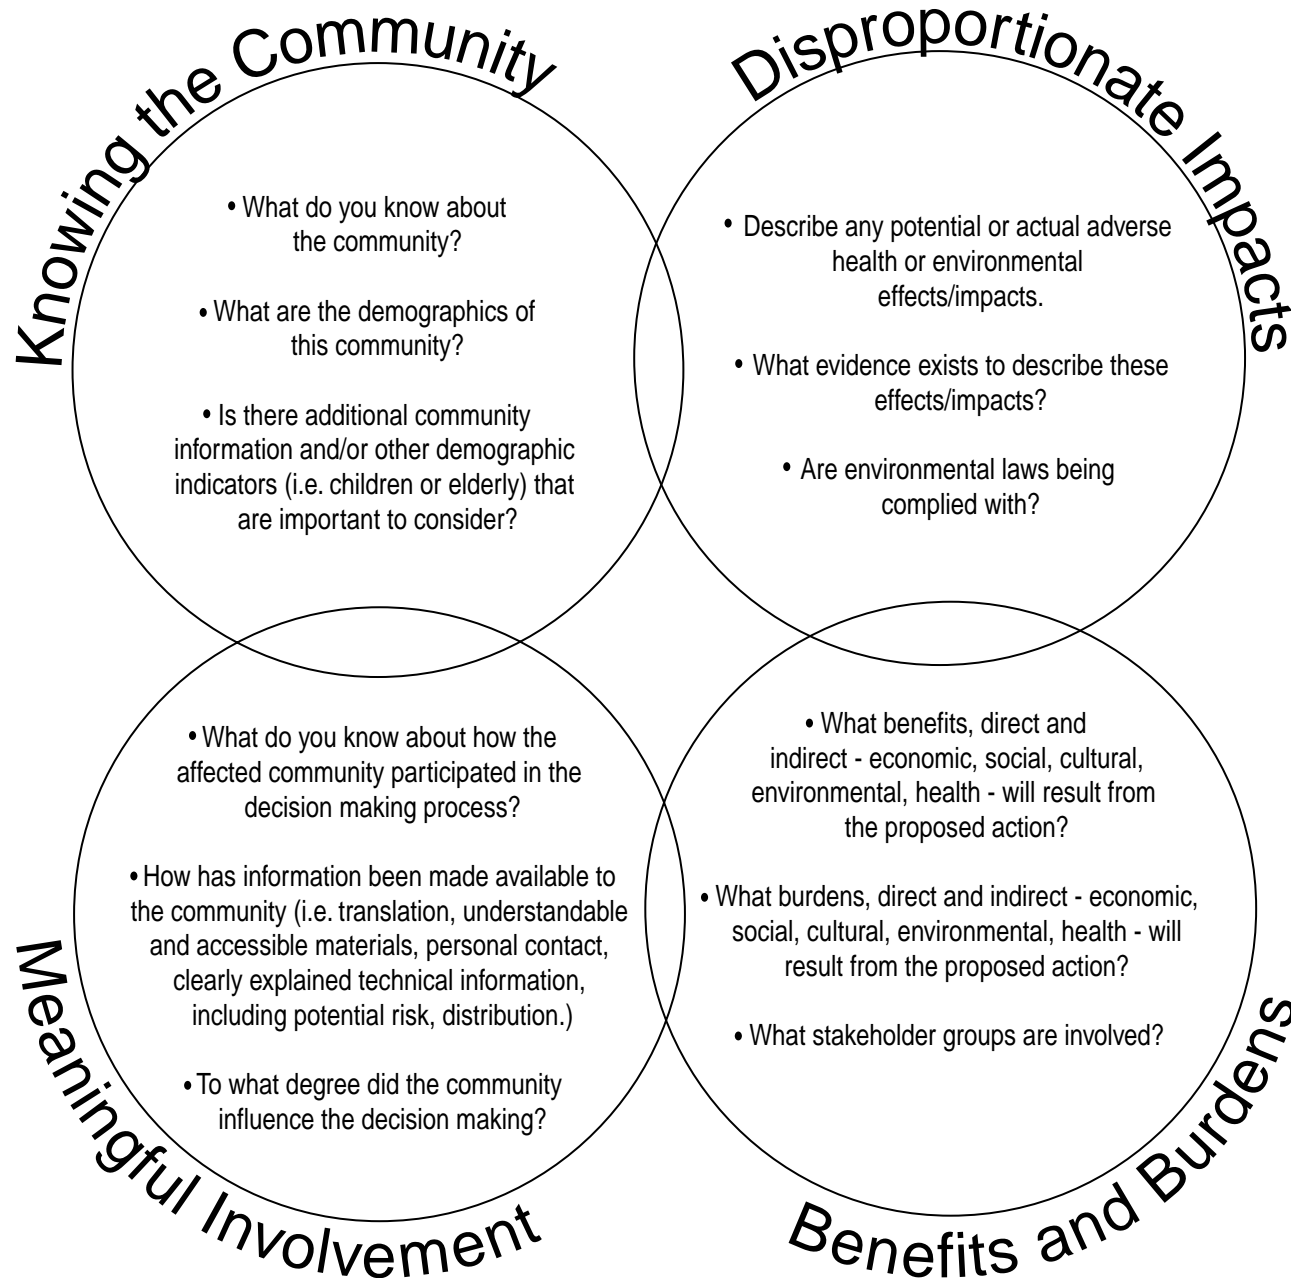 Knowing the Community
• What do you know about
the community?
• What are the demographics of
this community?
• Is there additional community
information and/or other demographic
indicators (i.e. children or elderly) that
are important to consider?
Disproportionate Impacts
• Describe any potential or actual adverse
health or environmental
effects/impacts.
• What evidence exists to describe these
effects/impacts?
• Are environmental laws being
complied with?
• What do you know about how the
affected community participated in the
decision making process?
• How has information been made available to
the community (i.e. translation, understandable
and accessible materials, personal contact,
clearly explained technical information,
including potential risk, distribution.)
• To what degree did the community
influence the decision making?
Meaningful Involvement
• What benefits, direct and
indirect - economic, social, cultural,
environmental, health - will result from
the proposed action?
• What burdens, direct and indirect - economic,
social, cultural, environmental, health - will
result from the proposed action?
• What stakeholder groups are involved?
Benefits and Burdens